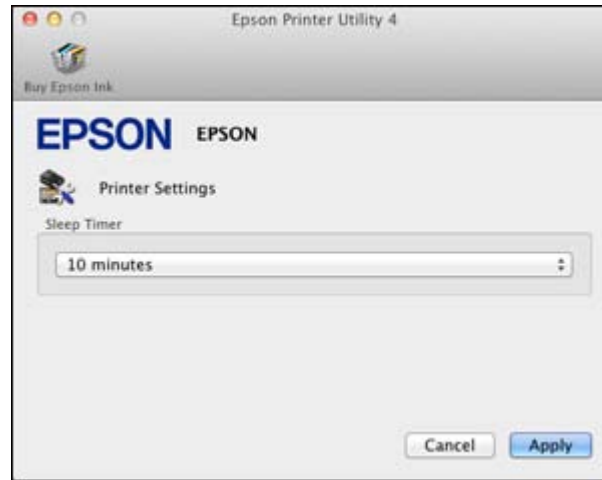 Epson Printer Utility 4
Buy Epson Ink
EPSON EPSON
Printer Settings
Sleep Timer
10 minutes
Cancel Apply